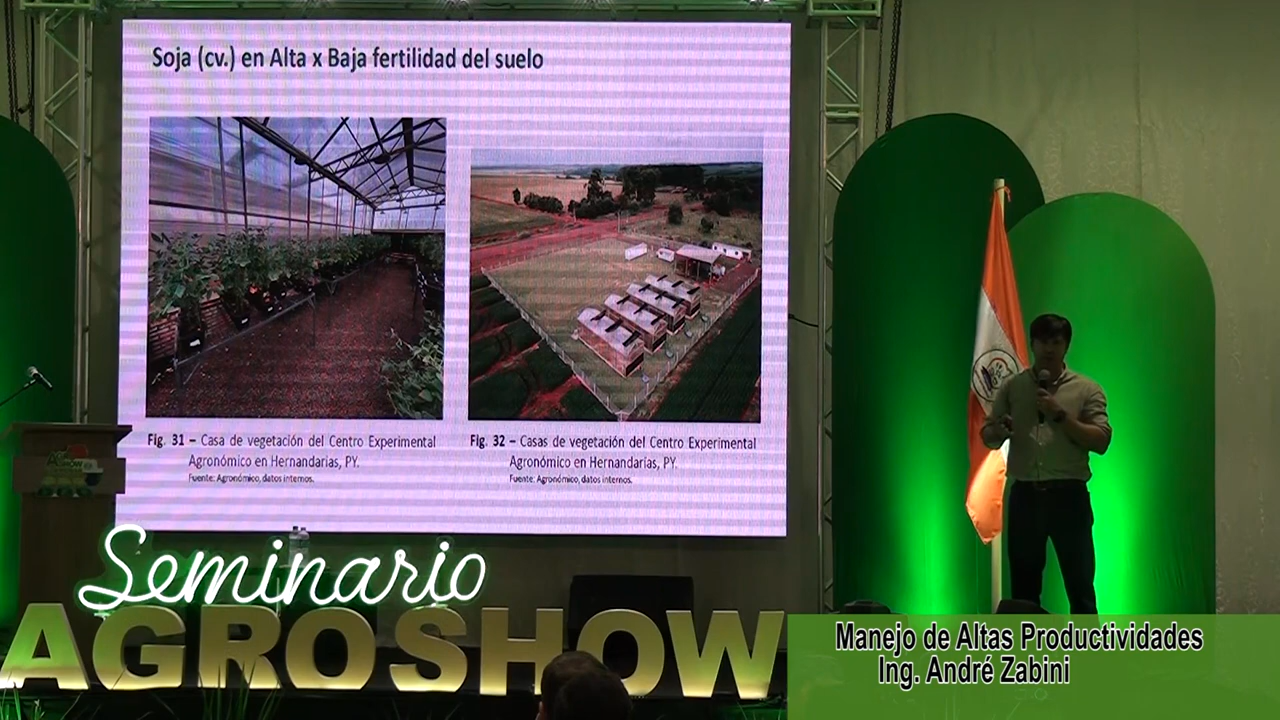 Soja (cv.) en Alta x Baja fertilidad del suelo
Fig. 31 – Casa de vegetación del Centro Experimental
Agronómico en Hernandarias, PY.
Fuente: Agronómico, datos internos.
Fig. 32 – Casas de vegetación del Centro Experimental
Agronómico en Hernandarias, PY.
Fuente: Agronómico, datos internos.
Seminario
AGROSHOW
Manejo de Altas Productividades
Ing. André Zabini